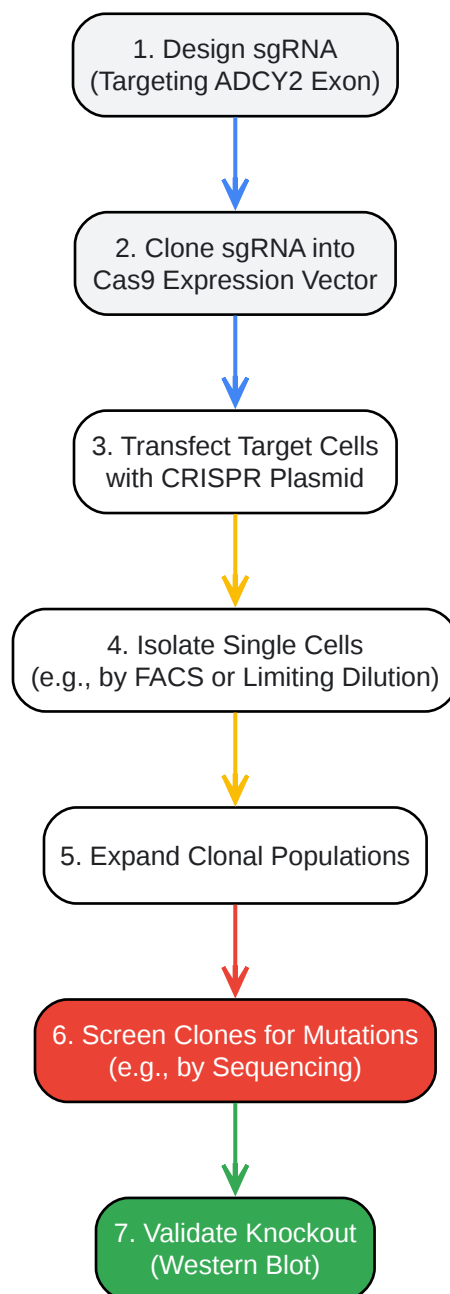 1. Design sgRNA
(Targeting ADCY2 Exon)
2. Clone sgRNA into
Cas9 Expression Vector
3. Transfect Target Cells
with CRISPR Plasmid
4. Isolate Single Cells
(e.g., by FACS or Limiting Dilution)
5. Expand Clonal Populations
6. Screen Clones for Mutations
(e.g., by Sequencing)
7. Validate Knockout
(Western Blot)